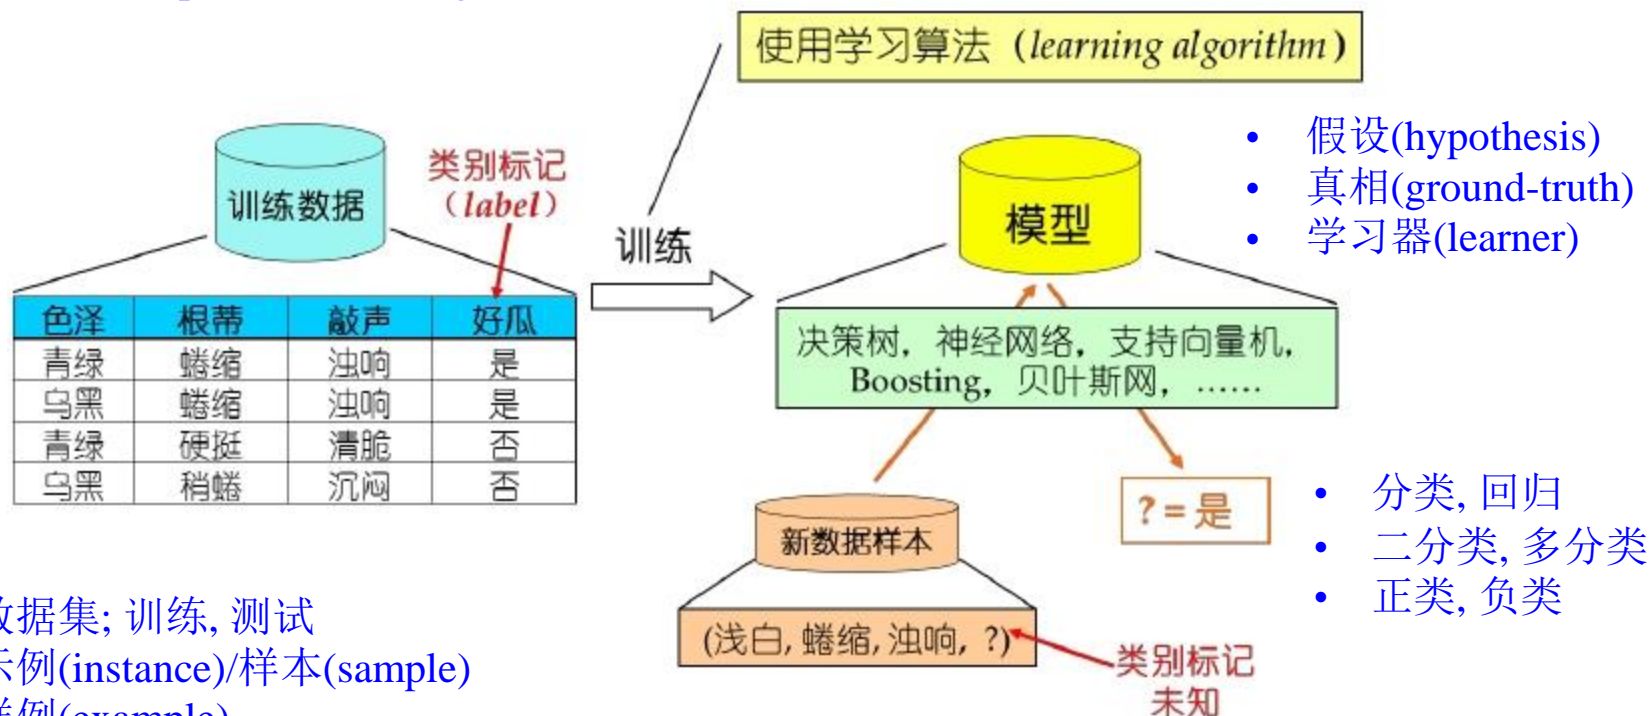 使用学习算法（learning algorithm）
训练数据
类别标记
（label）
训练
模型
• 假设(hypothesis)
• 真相(ground-truth)
• 学习器(learner)
色泽 根蒂 敲声 好瓜
青绿 蜷缩 浊响 是
乌黑 蜷缩 浊响 是
青绿 硬挺 清脆 否
乌黑 稍蜷 沉闷 否
决策树，神经网络，支持向量机，
Boosting，贝叶斯网，……
新数据样本
(浅白, 蜷缩, 浊响, ?)
类别标记
未知
?=是
• 分类, 回归
• 二分类, 多分类
• 正类, 负类
数据集; 训练, 测试
示例(instance)/样本(sample)
样例(example)